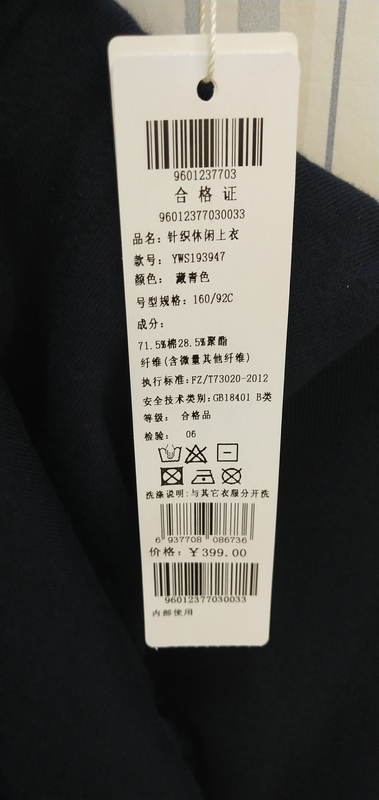 9601237703
合格证
96012377030033
品名：针织休闲上衣
款号：YWS193947
颜色：藏青色
号型规格：160/92C
成分：
71.5%棉28.5%聚酯
纤维(含微量其他纤维)
执行标准：FZ/T73020-2012
安全技术类别：GB18401 B类
等级：合格品
检验：06
洗涤说明：与其它衣服分开洗
6 937708 086736
价格：￥399.00
96012377030033
内部使用